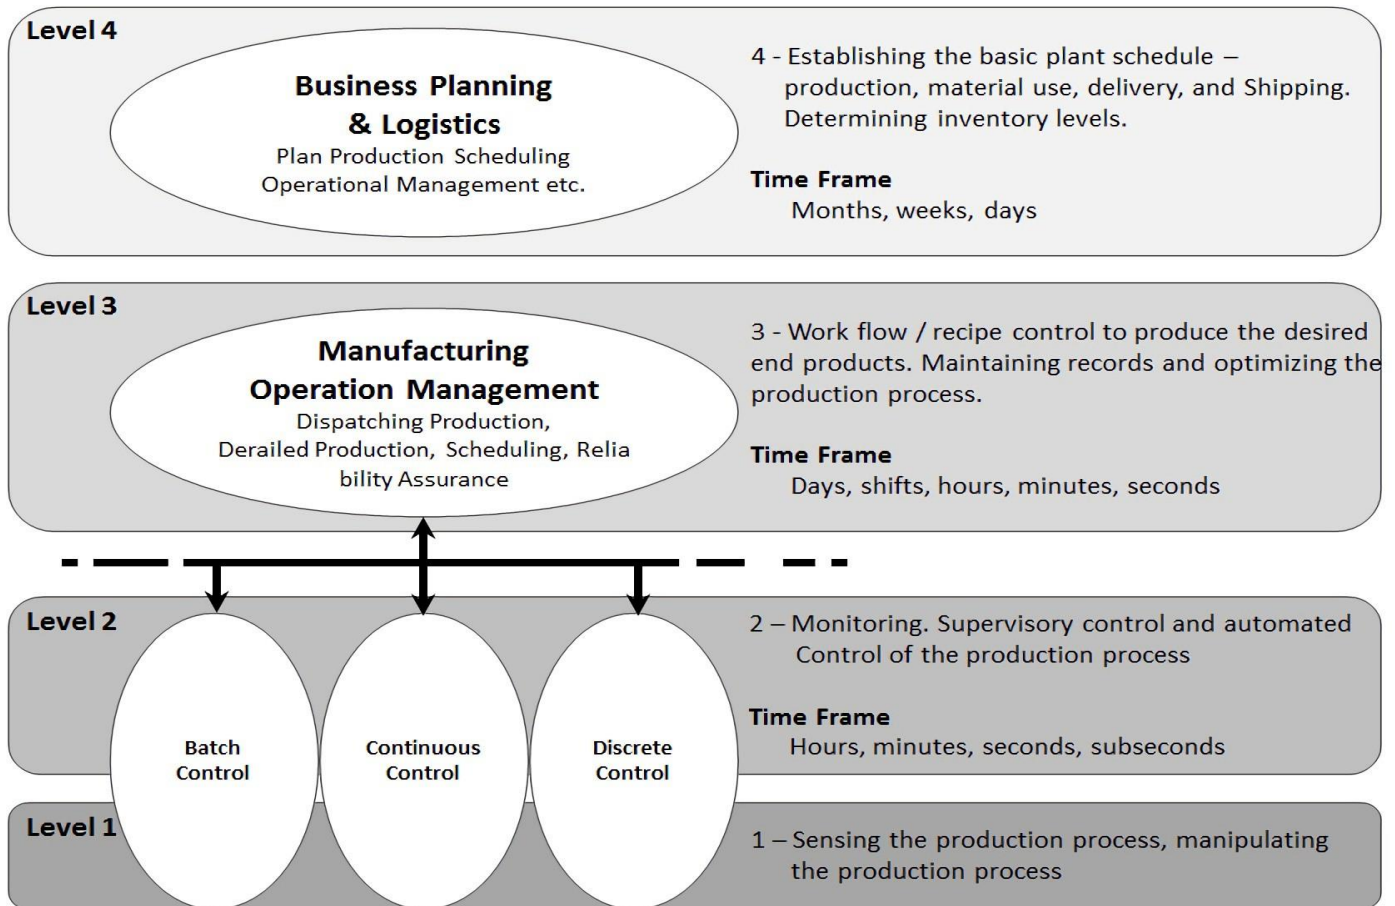 Level 4
Business Planning
& Logistics
Plan Production Scheduling
Operational Management etc.
4 - Establishing the basic plant schedule –
production, material use, delivery, and Shipping.
Determining inventory levels.
Time Frame
Months, weeks, days
Level 3
Manufacturing
Operation Management
Dispatching Production,
Derailed Production, Scheduling, Relia
bility Assurance
3 - Work flow / recipe control to produce the desired
end products. Maintaining records and optimizing the
production process.
Time Frame
Days, shifts, hours, minutes, seconds
Level 2
Batch
Control
Continuous
Control
Discrete
Control
2 – Monitoring. Supervisory control and automated
Control of the production process
Time Frame
Hours, minutes, seconds, subseconds
Level 1
1 – Sensing the production process, manipulating
the production process